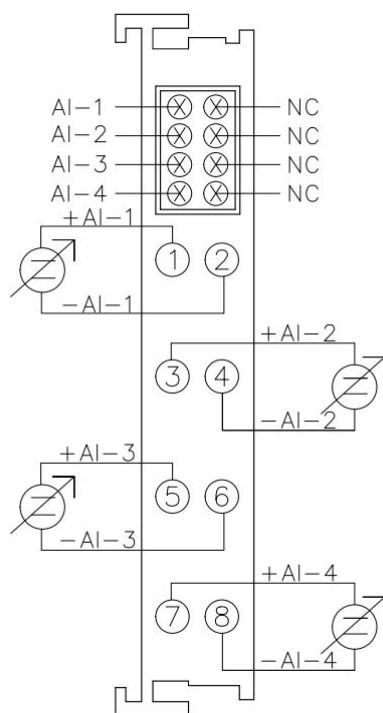 AI-1 NC
AI-2 NC
AI-3 NC
AI-4 NC
+AI-1
1 2
-AI-1
+AI-2
3 4
-AI-2
+AI-3
5 6
-AI-3
+AI-4
7 8
-AI-4